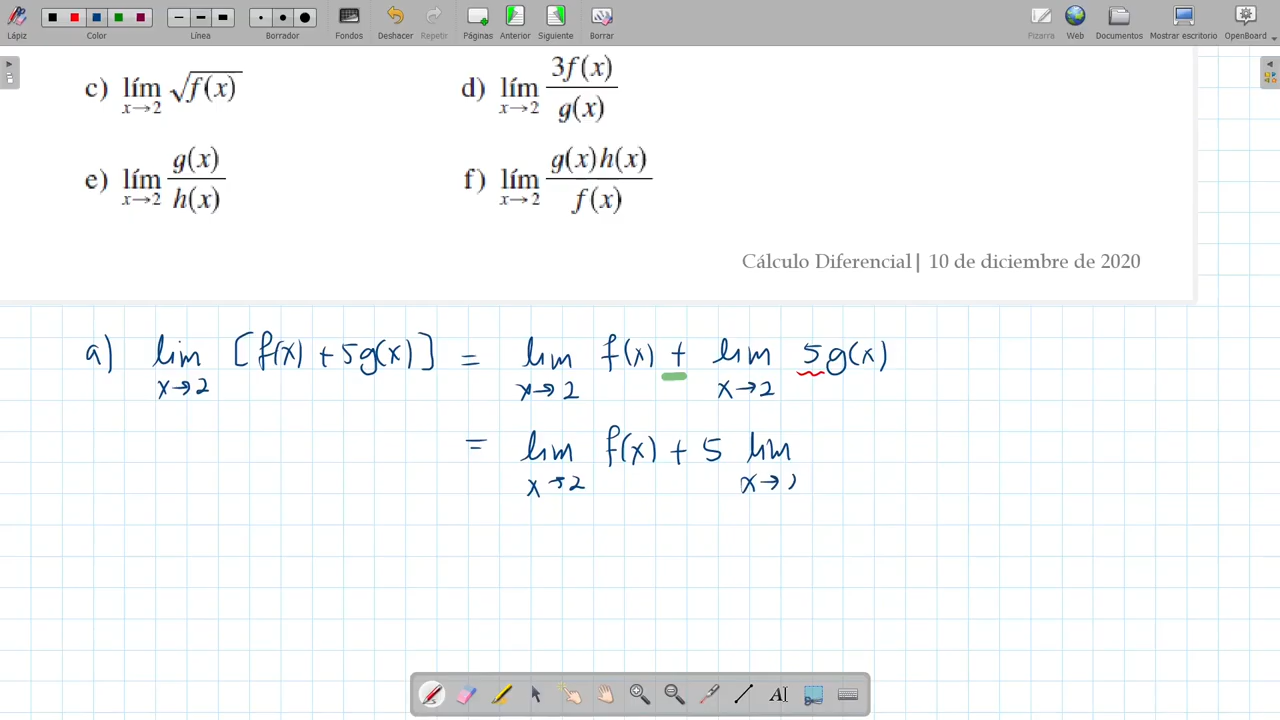 Lápiz Color Línea Borrador Fondos Deshacer Repetir Páginas Anterior Siguiente Borrar Pizarra Web Documentos Mostrar escritorio OpenBoard
c) lím x→2 √f(x) d) lím x→2 3f(x)/g(x)
e) lím x→2 g(x)/h(x) f) lím x→2 g(x)h(x)/f(x)
Cálculo Diferencial| 10 de diciembre de 2020
a) lim x→2 [f(x) + 5g(x)] = lim x→2 f(x) + lim x→2 5g(x)
= lim x→2 f(x) + 5 lim x→
AI